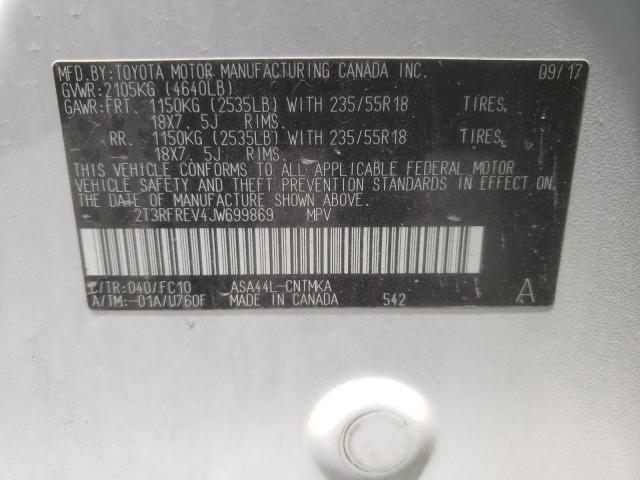 MFD.BY:TOYOTA MOTOR MANUFACTURING CANADA INC. 09/17
GVWR:2105KG (4640LB)
GAWR:FRT. 1150KG (2535LB) WITH 235/55R18 TIRES,
18X7.5J RIMS.
RR. 1150KG (2535LB) WITH 235/55R18 TIRES,
18X7.5J RIMS.
THIS VEHICLE CONFORMS TO ALL APPLICABLE FEDERAL MOTOR
VEHICLE SAFETY AND THEFT PREVENTION STANDARDS IN EFFECT ON
THE DATE OF MANUFACTURE SHOWN ABOVE.
2T3RFREV4JW699869 MPV
C/TR:040/FC10 ASA44L-CNTMKA
A/TM:-01A/U760F MADE IN CANADA 542 A